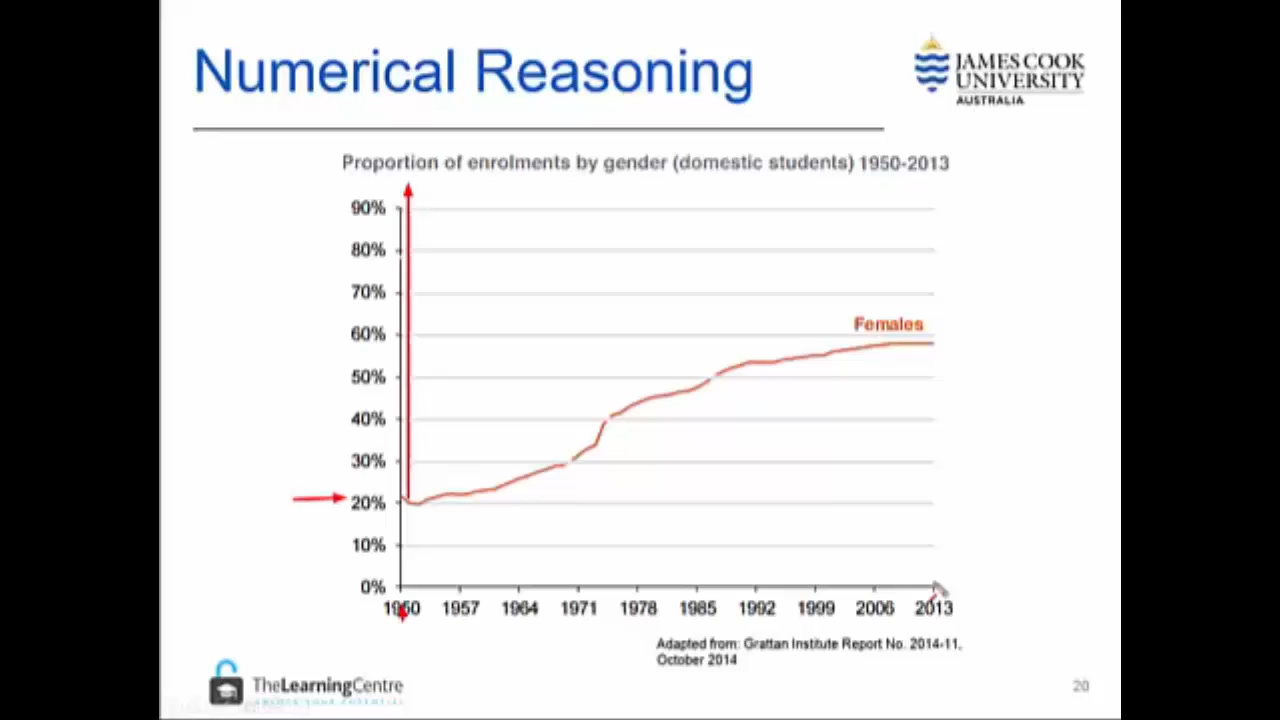 Numerical Reasoning
JAMES COOK
UNIVERSITY
AUSTRALIA
Proportion of enrolments by gender (domestic students) 1950-2013
90%
80%
70%
60%
50%
40%
30%
20%
10%
0%
Females
1950 1957 1964 1971 1978 1985 1992 1999 2006 2013
Adapted from: Grattan Institute Report No. 2014-11,
October 2014
TheLearningCentre
20